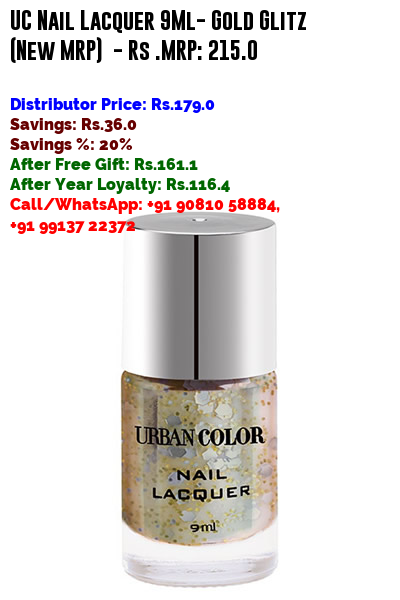 UC Nail Lacquer 9Ml- Gold Glitz
(New MRP) - Rs .MRP: 215.0
Distributor Price: Rs.179.0
Savings: Rs.36.0
Savings %: 20%
After Free Gift: Rs.161.1
After Year Loyalty: Rs.116.4
Call/WhatsApp: +91 90810 58884,
+91 99137 22372
URBAN COLOR
NAIL
LACQUER
9ml